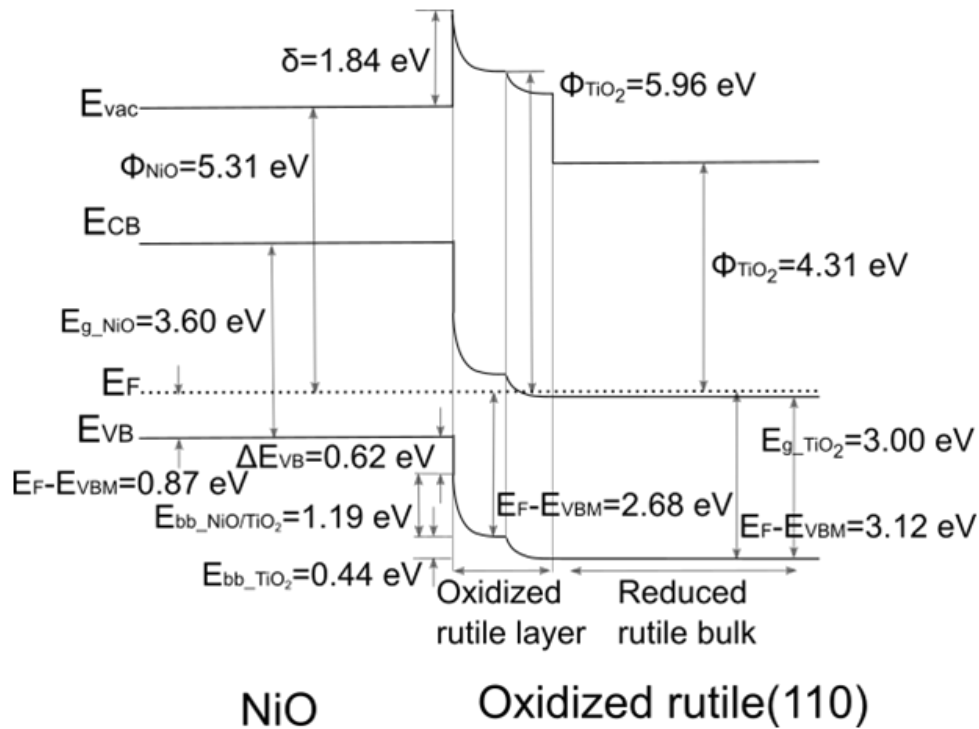 δ=1.84 eV
Evac
ΦTiO₂=5.96 eV
ΦNiO=5.31 eV
ECB
ΦTiO₂=4.31 eV
Eg_NiO=3.60 eV
EF
EVB
Eg_TiO₂=3.00 eV
ΔEVB=0.62 eV
EF-EVBM=0.87 eV
EF-EVBM=2.68 eV
Ebb_NiO/TiO₂=1.19 eV
EF-EVBM=3.12 eV
Ebb_TiO₂=0.44 eV
Oxidized
rutile layer
Reduced
rutile bulk
NiO
Oxidized rutile(110)